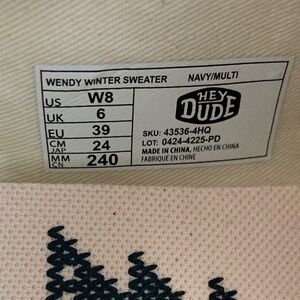 WENDY WINTER SWEATER NAVY/MULTI
US W8
UK 6
EU 39
CM JAP 24
MM CN 240
HEY DUDE
SKU: 43536-4HQ
LOT: 0424-4225-PD
MADE IN CHINA, HECHO EN CHINA
FABRIQUÉ EN CHINE